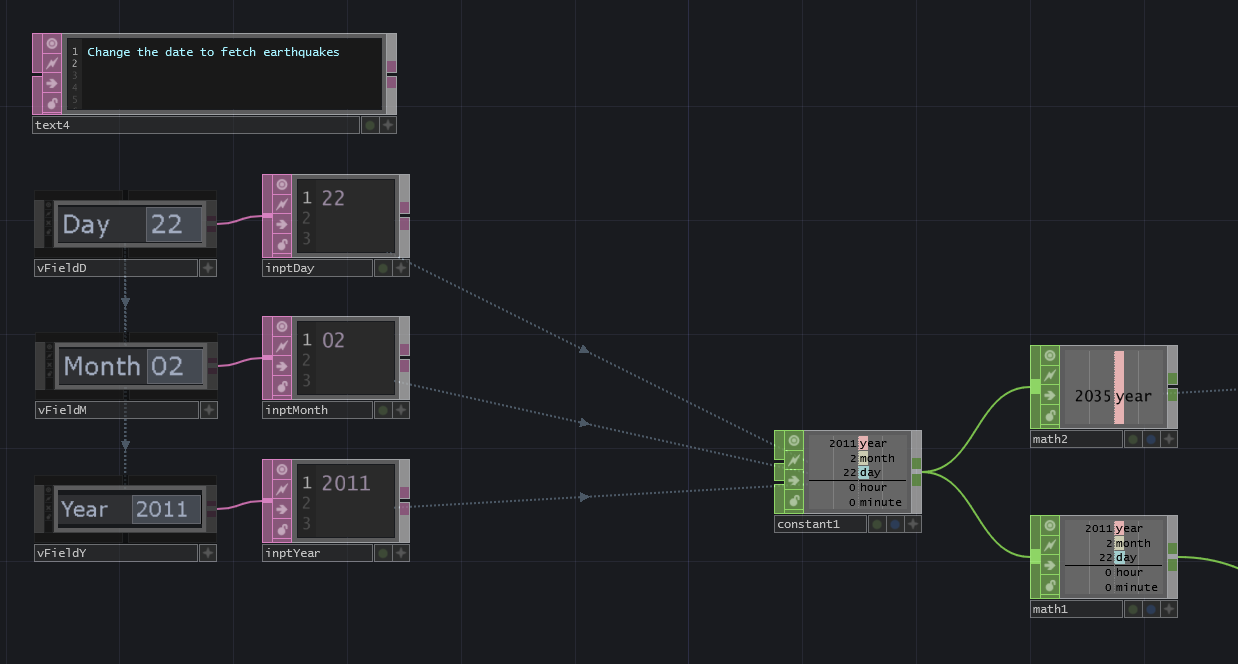 1 Change the date to fetch earthquakes
2
3
4
5
text4
Day 22
vFieldD
1 22
2
3
inptDay
Month 02
vFieldM
1 02
2
3
inptMonth
Year 2011
vFieldY
1 2011
2
3
inptYear
2011 year
2 month
22 day
0 hour
0 minute
constant1
2035 year
math2
2011 year
2 month
22 day
0 hour
0 minute
math1